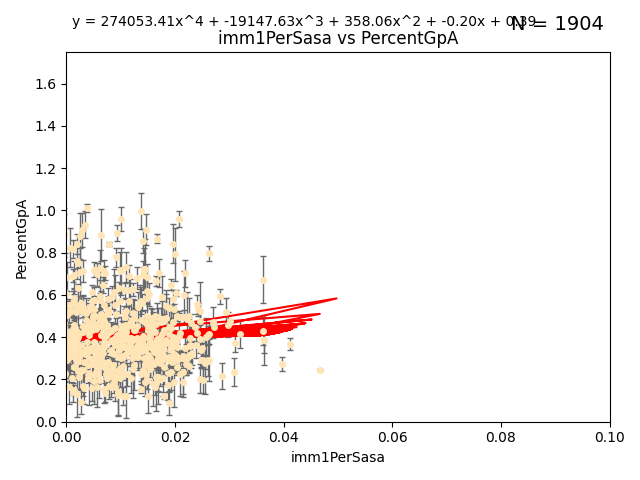 y = 274053.41x^4 + -19147.63x^3 + 358.06x^2 + -0.20x + 0.39
N = 1904
imm1PerSasa vs PercentGpA
PercentGpA
1.6
1.4
1.2
1.0
0.8
0.6
0.4
0.2
0.0
0.00 0.02 0.04 0.06 0.08 0.10
imm1PerSasa